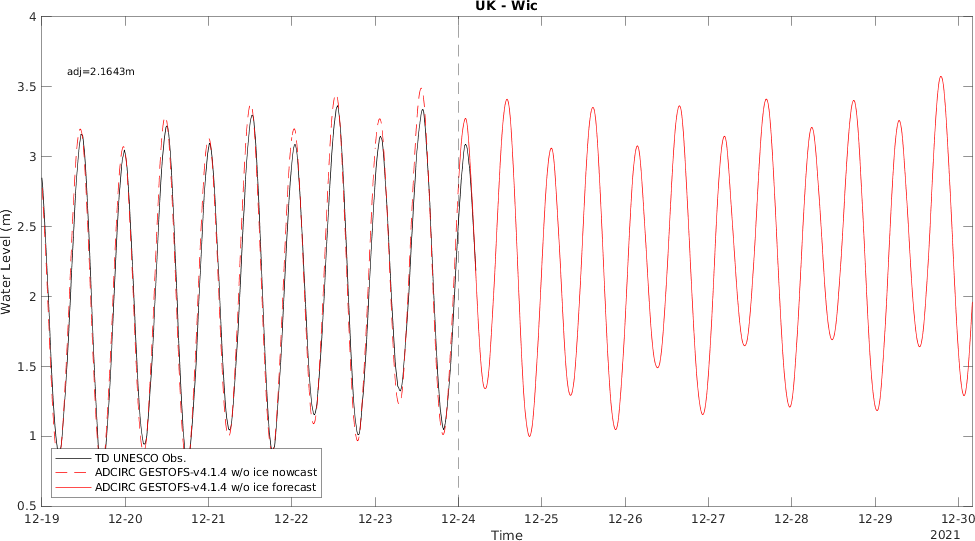 UK - Wic
4
3.5
3
2.5
2
1.5
1
0.5
Water Level (m)
adj=2.1643m
TD UNESCO Obs.
ADCIRC GESTOFS-v4.1.4 w/o ice nowcast
ADCIRC GESTOFS-v4.1.4 w/o ice forecast
12-19 12-20 12-21 12-22 12-23 12-24 12-25 12-26 12-27 12-28 12-29 12-30
Time
2021